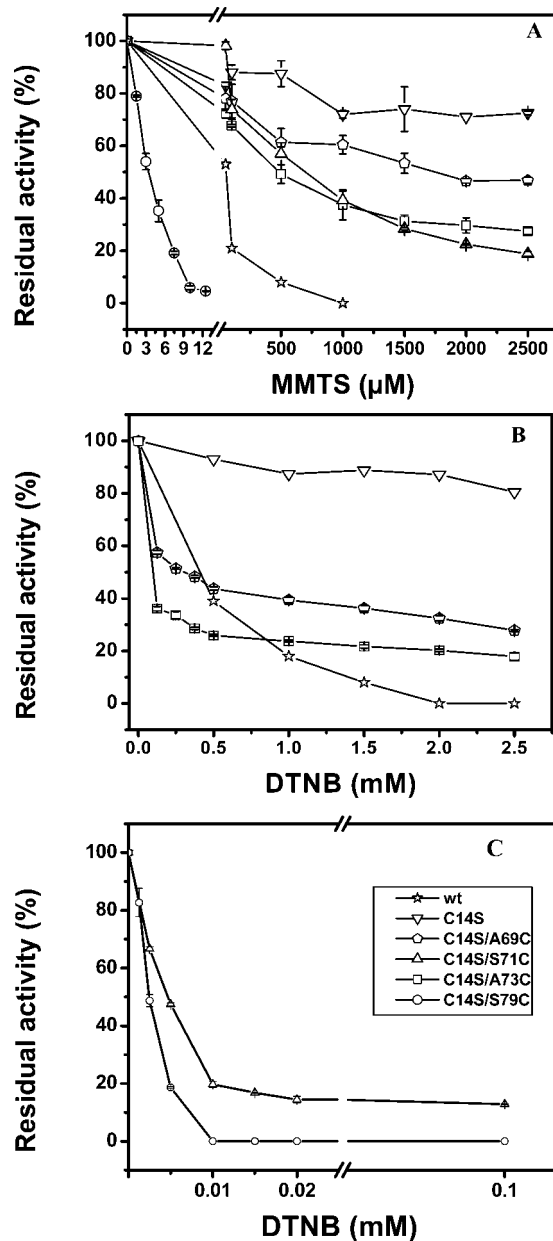 A
Residual activity (%)
100
80
60
40
20
0
0 3 6 9 12 500 1000 1500 2000 2500
MMTS (µM)
B
Residual activity (%)
100
80
60
40
20
0
0.0 0.5 1.0 1.5 2.0 2.5
DTNB (mM)
C
Residual activity (%)
100
80
60
40
20
0
wt
C14S
C14S/A69C
C14S/S71C
C14S/A73C
C14S/S79C
0.01 0.02 0.1
DTNB (mM)